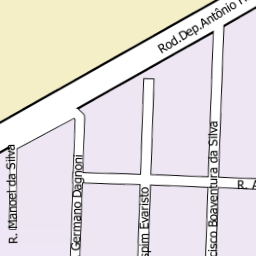 Rod.Dep.Antônio
R. Manoel da Silva
Germano Dagnoni
spim Evaristo
cisco Boaventura da Silva
R. A